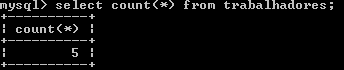 mysql> select count(*) from trabalhadores;
+----------+
¦ count(*) ¦
+----------+
¦        5 ¦
+----------+